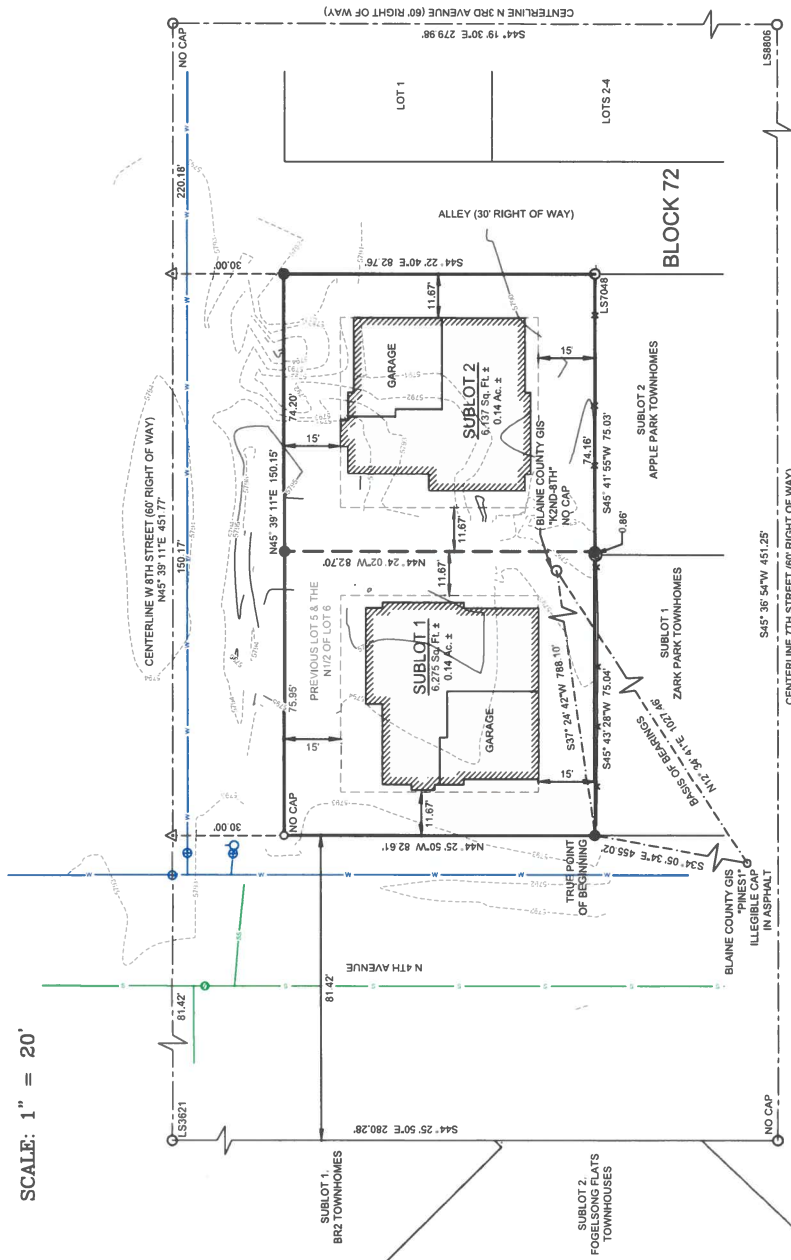 SCALE: 1" = 20'
LS3621
81.42'
CENTERLINE W 8TH STREET (60' RIGHT OF WAY)
N45° 39' 11"E 451.77'
150.17'
220.18'
NO CAP
CENTERLINE N 3RD AVENUE (60' RIGHT OF WAY)
S44° 19' 30"E 279.98'
LS8806
S44° 25' 50"E 280.28'
NO CAP
SUBLOT 1,
BR2 TOWNHOMES
SUBLOT 2,
FOGELSONG FLATS
TOWNHOUSES
N 4TH AVENUE
81.42'
30.00'
30.00'
NO CAP
75.95'
N45° 39' 11"E 150.15'
74.20'
15'
15'
PREVIOUS LOT 5 & THE
N1/2 OF LOT 6
SUBLOT 1
6,275 Sq. Ft. ±
0.14 Ac. ±
GARAGE
11.67'
11.67'
15'
N44° 25' 50"W 82.61'
N44° 24' 02"W 82.70'
SUBLOT 2
6,137 Sq. Ft. ±
0.14 Ac. ±
GARAGE
11.67'
11.67'
15'
S44° 22' 40"E 82.76'
ALLEY (30' RIGHT OF WAY)
LOT 1
LOTS 2-4
BLOCK 72
BLAINE COUNTY GIS
"K2ND-8TH"
NO CAP
LS7048
74.16'
S45° 41' 55"W 75.03'
0.86'
S37° 24' 42"W 788.10'
S45° 43' 28"W 75.04'
TRUE POINT
OF BEGINNING
BASIS OF BEARINGS
N12° 34' 41"E 1027.46'
S34° 05' 34"E 455.02'
BLAINE COUNTY GIS
"PINES1"
ILLEGIBLE CAP
IN ASPHALT
SUBLOT 1
ZARK PARK TOWNHOMES
SUBLOT 2
APPLE PARK TOWNHOMES
S45° 36' 54"W 451.25'
CENTERLINE 7TH STREET (60' RIGHT OF WAY)